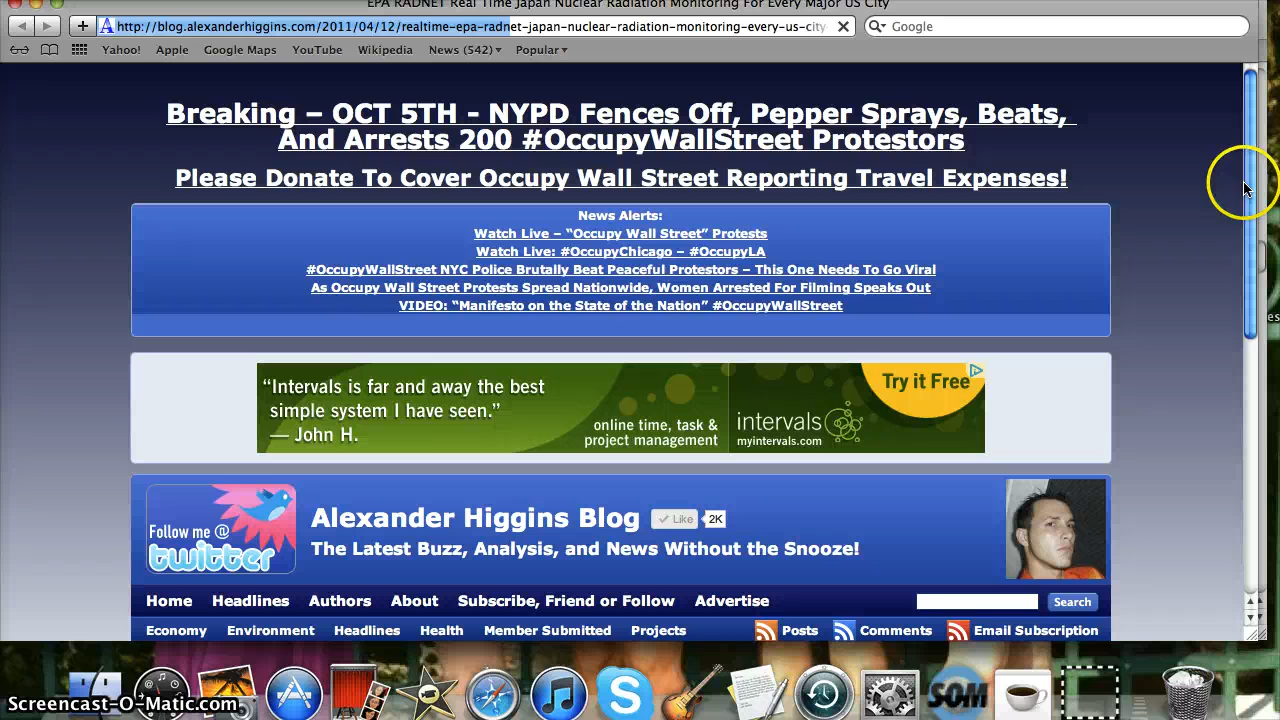 EPA RADNET Real Time Japan Nuclear Radiation Monitoring For Every Major US City
http://blog.alexanderhiggins.com/2011/04/12/realtime-epa-radnet-japan-nuclear-radiation-monitoring-every-us-city-
Google
Yahoo! Apple Google Maps YouTube Wikipedia News (542) Popular
Breaking – OCT 5TH - NYPD Fences Off, Pepper Sprays, Beats,
And Arrests 200 #OccupyWallStreet Protestors
Please Donate To Cover Occupy Wall Street Reporting Travel Expenses!
News Alerts:
Watch Live – “Occupy Wall Street” Protests
Watch Live: #OccupyChicago – #OccupyLA
#OccupyWallStreet NYC Police Brutally Beat Peaceful Protestors – This One Needs To Go Viral
As Occupy Wall Street Protests Spread Nationwide, Women Arrested For Filming Speaks Out
VIDEO: “Manifesto on the State of the Nation” #OccupyWallStreet
“Intervals is far and away the best
simple system I have seen.”
— John H.
online time, task &
project management
intervals
myintervals.com
Try it Free
Follow me @
twitter
Alexander Higgins Blog
Like 2K
The Latest Buzz, Analysis, and News Without the Snooze!
Home Headlines Authors About Subscribe, Friend or Follow Advertise Search
Economy Environment Headlines Health Member Submitted Projects Posts Comments Email Subscription
es
SOM
Screencast-O-Matic.com